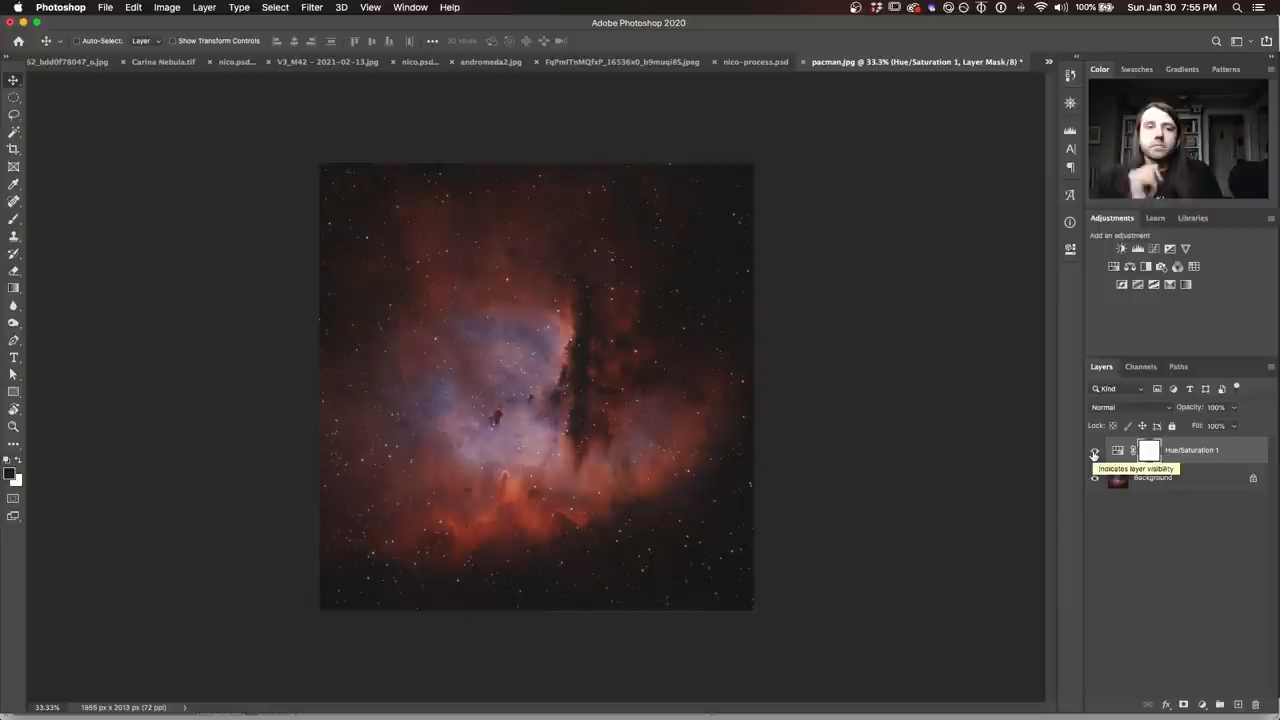 Photoshop File Edit Image Layer Type Select Filter 3D View Window Help 100% Sun Jan 30 7:55 PM
Adobe Photoshop 2020
Auto-Select: Layer Show Transform Controls 3D Mode:
62_bdd0f78047_o.jpg Carina Nebula.tif nico.psd... V3_M42 - 2021-02-13.jpg nico.psd... andromeda2.jpg nico-process.psd pacman.jpg @ 33.3% (Hue/Saturation 1, Layer Mask/8) *
Color Swatches Gradients Patterns
Adjustments Learn Libraries
Add an adjustment
Layers Channels Paths
Kind
Normal Opacity: 100%
Lock: Fill: 100%
Hue/Saturation 1
Indicates layer visibility
Background
33.33% 1955 px x 2013 px (72 ppi)